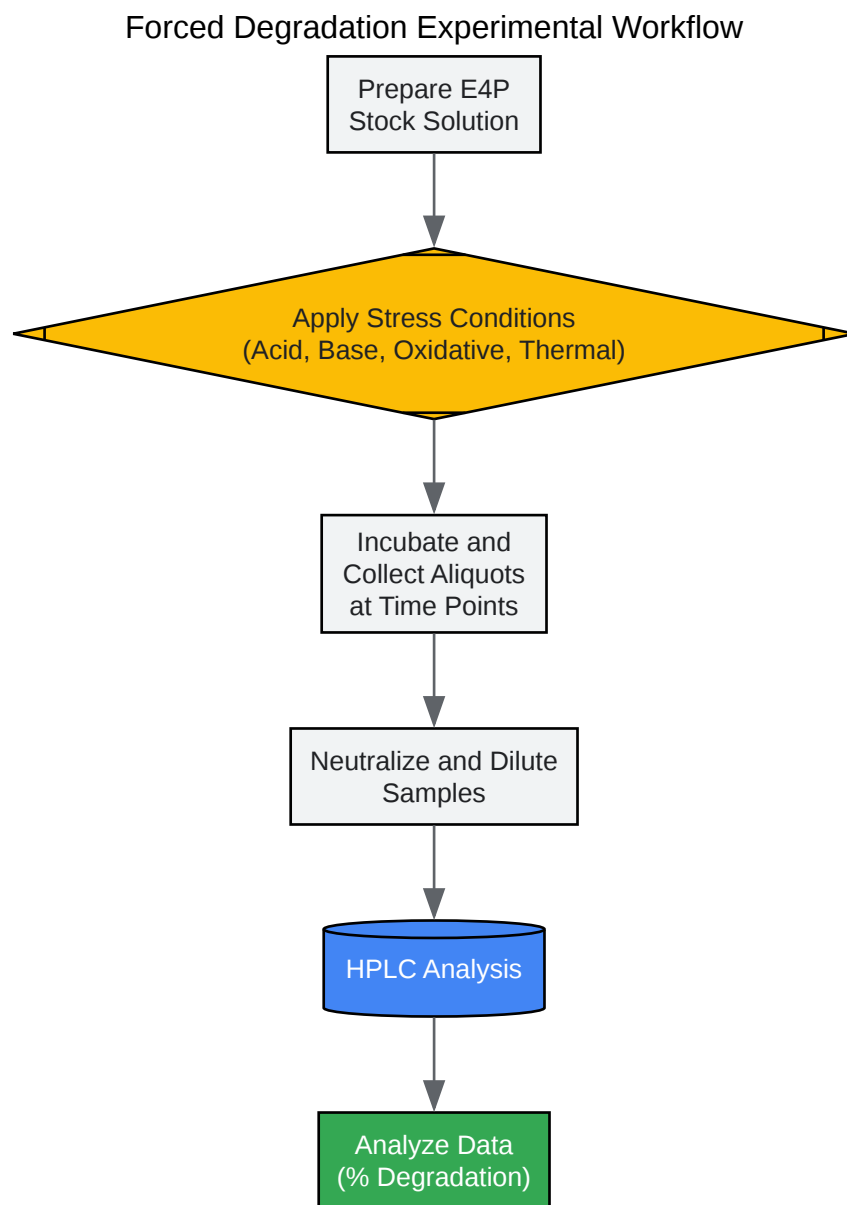 Forced Degradation Experimental Workflow
Prepare E4P
Stock Solution
Apply Stress Conditions
(Acid, Base, Oxidative, Thermal)
Incubate and
Collect Aliquots
at Time Points
Neutralize and Dilute
Samples
HPLC Analysis
Analyze Data
(% Degradation)